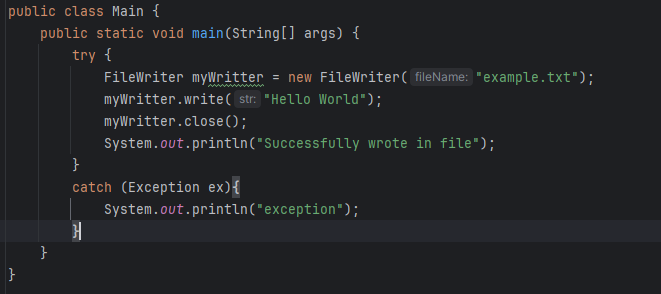 public class Main {
public static void main(String[] args) {
try {
FileWriter myWritter = new FileWriter( fileName: "example.txt");
myWritter.write( str: "Hello World");
myWritter.close();
System.out.println("Successfully wrote in file");
}
catch (Exception ex){
System.out.println("exception");
}
}
}